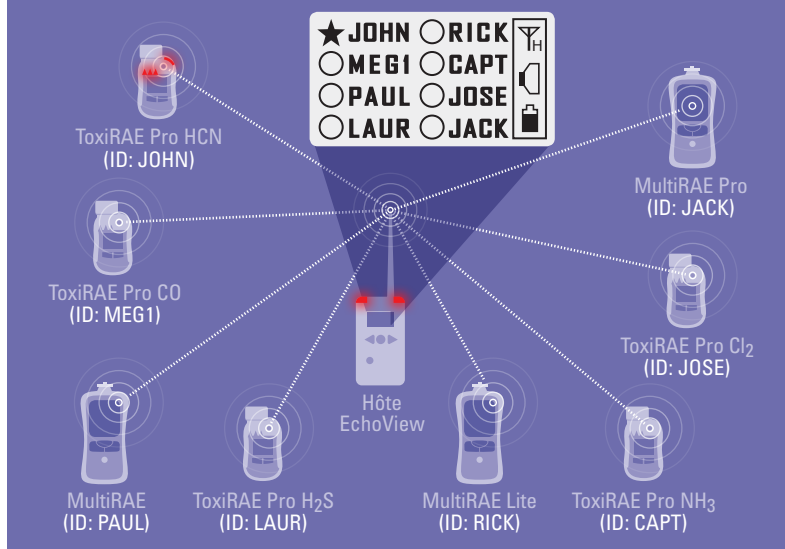 ★JOHN ○RICK
○MEG1 ○CAPT
○PAUL ○JOSE
○LAUR ○JACK
H
ToxiRAE Pro HCN
(ID: JOHN)
MultiRAE Pro
(ID: JACK)
ToxiRAE Pro CO
(ID: MEG1)
ToxiRAE Pro Cl₂
(ID: JOSE)
Hôte
EchoView
MultiRAE
(ID: PAUL)
ToxiRAE Pro H₂S
(ID: LAUR)
MultiRAE Lite
(ID: RICK)
ToxiRAE Pro NH₃
(ID: CAPT)